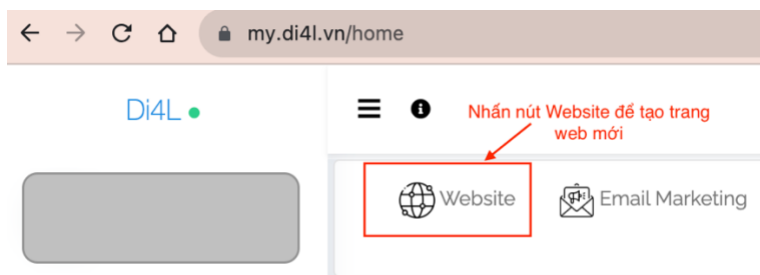 my.di4l.vn/home
Di4L
Nhấn nút Website để tạo trang
web mới
Website
Email Marketing